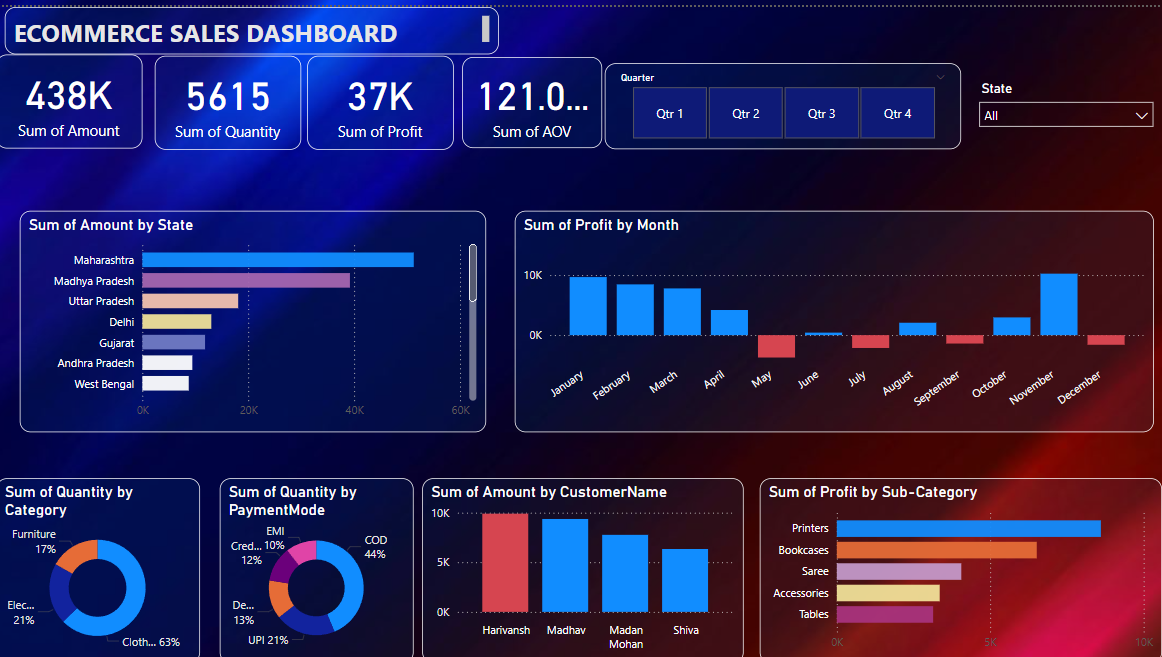 ECOMMERCE SALES DASHBOARD
438K
Sum of Amount
5615
Sum of Quantity
37K
Sum of Profit
121.0...
Sum of AOV
Quarter
Qtr 1
Qtr 2
Qtr 3
Qtr 4
State
All
Sum of Amount by State
Maharashtra
Madhya Pradesh
Uttar Pradesh
Delhi
Gujarat
Andhra Pradesh
West Bengal
0K
20K
40K
60K
Sum of Profit by Month
10K
0K
January
February
March
April
May
June
July
August
September
October
November
December
Sum of Quantity by
Category
Furniture
17%
Elec...
21%
Cloth... 63%
Sum of Quantity by
PaymentMode
EMI
10%
Cred...
12%
De...
13%
UPI 21%
COD
44%
Sum of Amount by CustomerName
10K
5K
0K
Harivansh
Madhav
Madan
Mohan
Shiva
Sum of Profit by Sub-Category
Printers
Bookcases
Saree
Accessories
Tables
0K
5K
10K